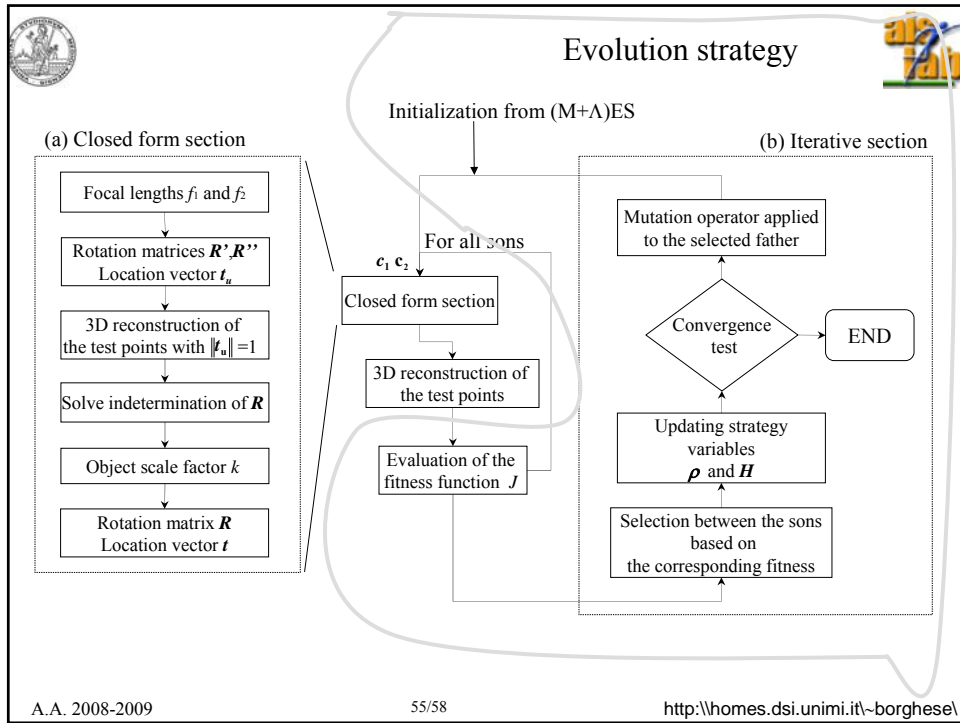 Evolution strategy
Initialization from (M+Λ)ES
(a) Closed form section
Focal lengths f1 and f2
Rotation matrices R’,R’’
Location vector tu
3D reconstruction of
the test points with ||tu|| =1
Solve indetermination of R
Object scale factor k
Rotation matrix R
Location vector t
For all sons
c1 c2
Closed form section
3D reconstruction of
the test points
Evaluation of the
fitness function J
(b) Iterative section
Mutation operator applied
to the selected father
Convergence
test
END
Updating strategy
variables
ρ and H
Selection between the sons
based on
the corresponding fitness
A.A. 2008-2009
55/58
http:\\homes.dsi.unimi.it\~borghese\